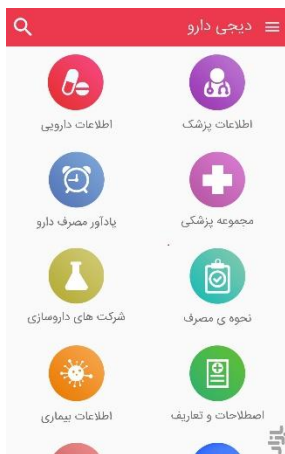 دیجی دارو
اطلاعات پزشک
اطلاعات دارویی
مجموعه پزشکی
یادآور مصرف دارو
نحوه ی مصرف
شرکت های داروسازی
اصطلاحات و تعاریف
اطلاعات بیماری
بازار